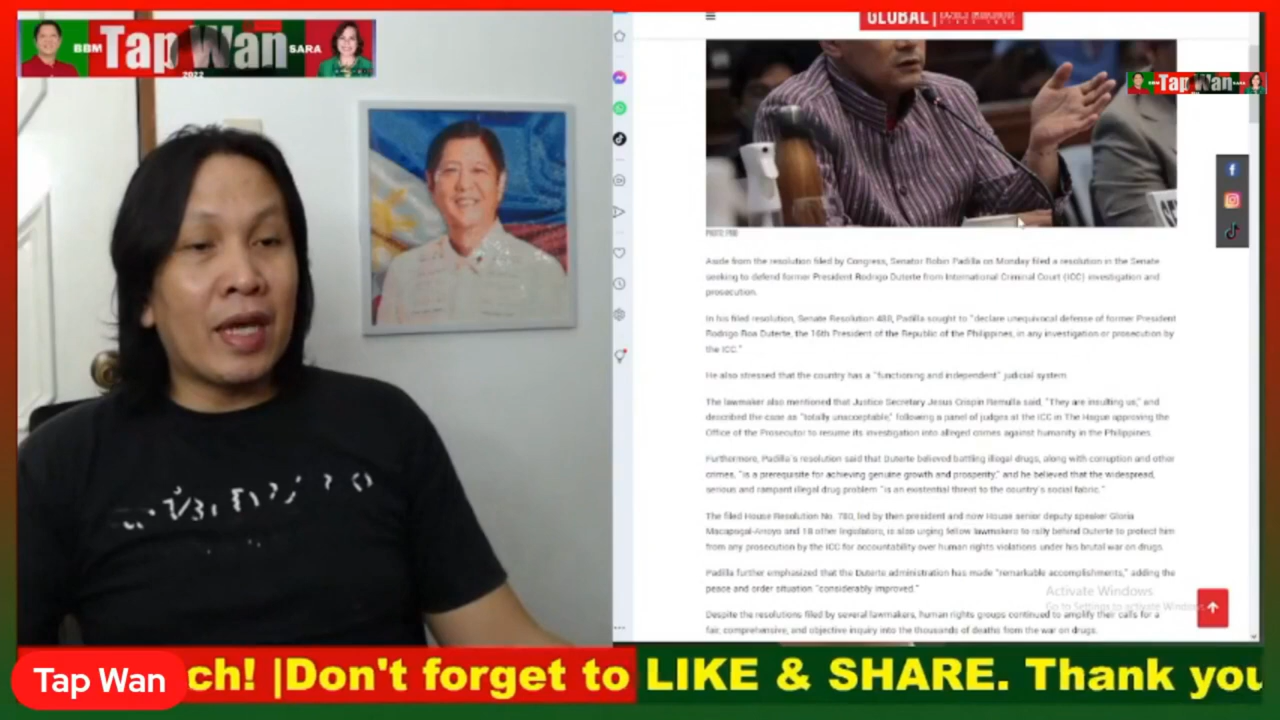 BBM Tap Wan SARA
2022
GLOBAL
BBM Tap Wan SARA
Aside from the resolution filed by Congress, Senator Robin Padilla on Monday filed a resolution in the Senate
seeking to defend former President Rodrigo Duterte from International Criminal Court (ICC) investigation and
prosecution.
In his filed resolution, Senate Resolution 488, Padilla sought to "declare unequivocal defense of former President
Rodrigo Roa Duterte, the 16th President of the Republic of the Philippines, in any investigation or prosecution by
the ICC."
He also stressed that the country has a "functioning and independent" judicial system
The lawmaker also mentioned that Justice Secretary Jesus Crispin Remulla said, "They are insulting us," and
described the case as "totally unacceptable," following a panel of judges at the ICC in The Hague approving the
Office of the Prosecutor to resume its investigation into alleged crimes against humanity in the Philippines.
Furthermore, Padilla's resolution said that Duterte believed battling illegal drugs, along with corruption and other
crimes, "is a prerequisite for achieving genuine growth and prosperity," and he believed that the widespread,
serious and rampant illegal drug problem "is an existential threat to the country's social fabric."
The filed House Resolution No. 780, led by then president and now House senior deputy speaker Gloria
Macapagal-Arroyo and 18 other legislators, is also urging fellow lawmakers to rally behind Duterte to protect him
from any prosecution by the ICC for accountability over human rights violations under his brutal war on drugs.
Padilla further emphasized that the Duterte administration has made "remarkable accomplishments," adding the
peace and order situation "considerably improved."
Activate Windows
Go to Settings to activate Windows.
Despite the resolutions filed by several lawmakers, human rights groups continued to amplify their calls for a
fair, comprehensive, and objective inquiry into the thousands of deaths from the war on drugs.
Tap Wan
ch! |Don't forget to LIKE & SHARE. Thank you